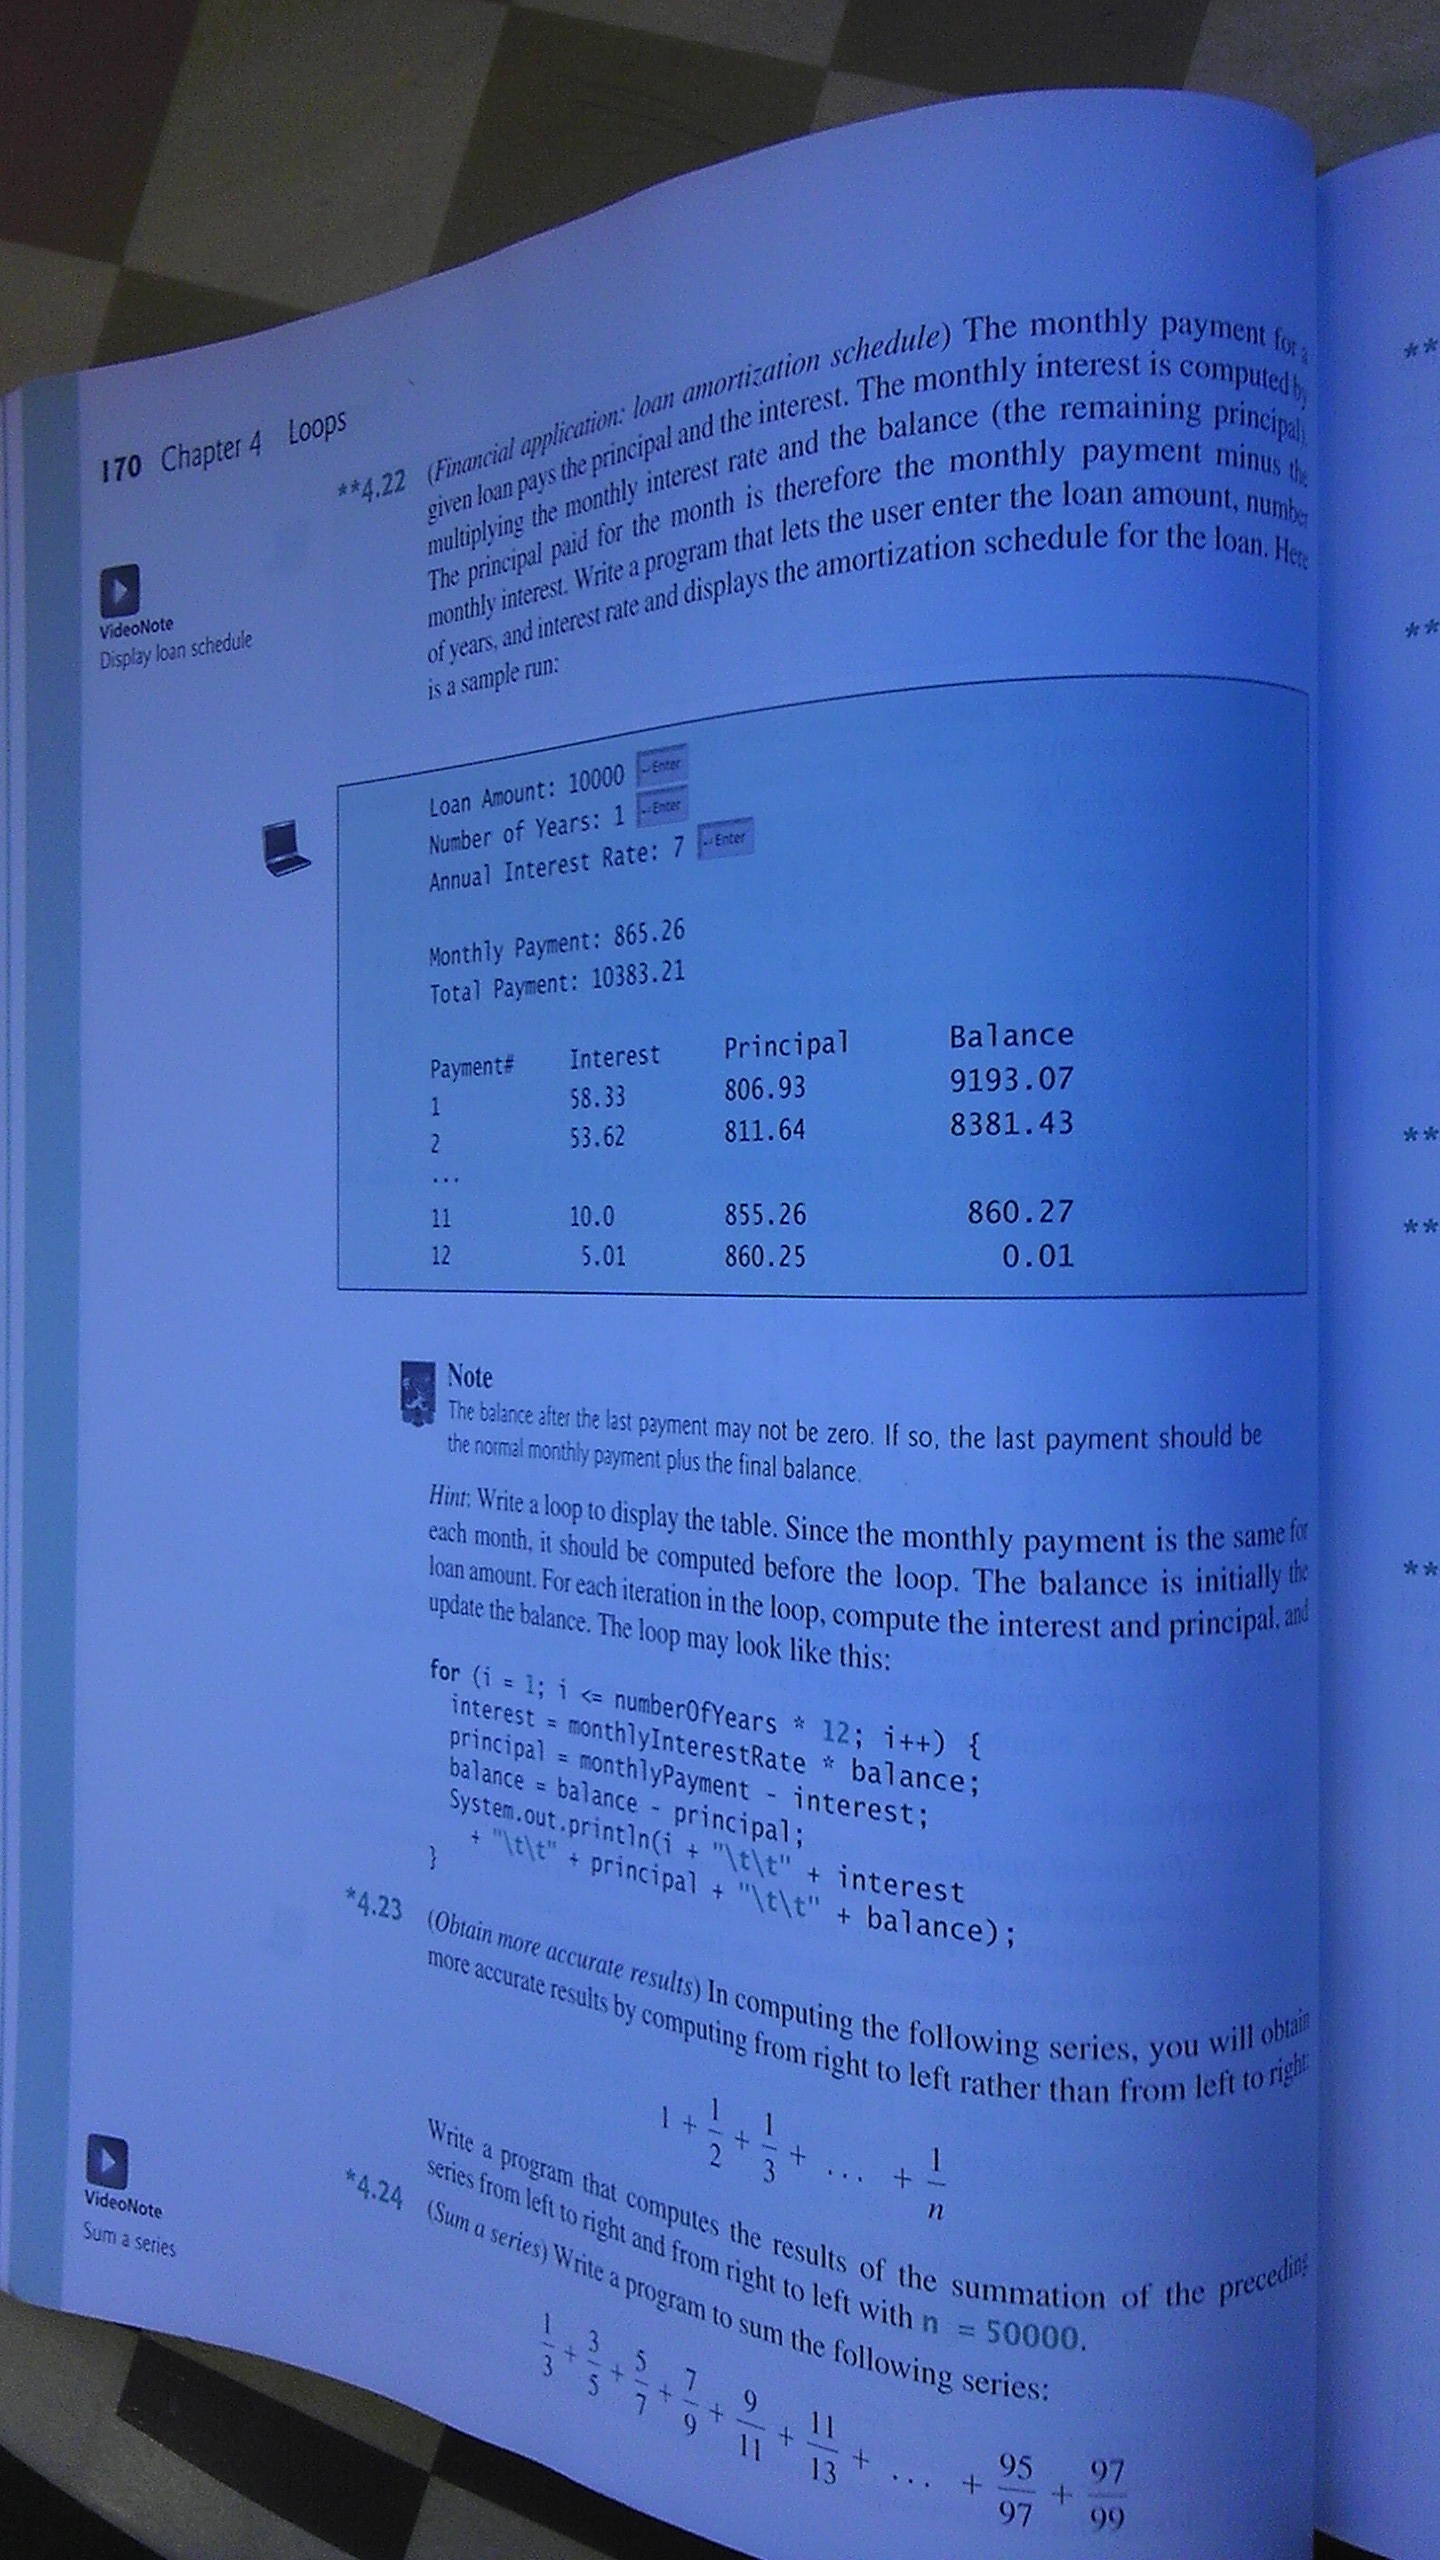 170 Chapter 4 Loops
**4.22 (Financial application: loan amortization schedule) The monthly payment for a
given loan pays the principal and the interest. The monthly interest is computed by
multiplying the monthly interest rate and the balance (the remaining principal).
The principal paid for the month is therefore the monthly payment minus the
monthly interest. Write a program that lets the user enter the loan amount, number
of years, and interest rate and displays the amortization schedule for the loan. Here
is a sample run:
VideoNote
Display loan schedule
Loan Amount: 10000 Enter
Number of Years: 1 Enter
Annual Interest Rate: 7 Enter
Monthly Payment: 865.26
Total Payment: 10383.21
Payment# Interest Principal Balance
1 58.33 806.93 9193.07
2 53.62 811.64 8381.43
...
11 10.0 855.26 860.27
12 5.01 860.25 0.01
Note
The balance after the last payment may not be zero. If so, the last payment should be
the normal monthly payment plus the final balance.
Hint: Write a loop to display the table. Since the monthly payment is the same for
each month, it should be computed before the loop. The balance is initially the
loan amount. For each iteration in the loop, compute the interest and principal, and
update the balance. The loop may look like this:
for (i = 1; i <= numberOfYears * 12; i++) {
interest = monthlyInterestRate * balance;
principal = monthlyPayment - interest;
balance = balance - principal;
System.out.println(i + "\t\t" + interest
+ "\t\t" + principal + "\t\t" + balance);
}
*4.23 (Obtain more accurate results) In computing the following series, you will obtain
more accurate results by computing from right to left rather than from left to right:
1 + 1/2 + 1/3 + ... + 1/n
Write a program that computes the results of the summation of the preceding
series from left to right and from right to left with n = 50000.
VideoNote
Sum a series
*4.24 (Sum a series) Write a program to sum the following series:
1/3 + 3/5 + 5/7 + 7/9 + 9/11 + 11/13 + ... + 95/97 + 97/99
**
**
**
**
**